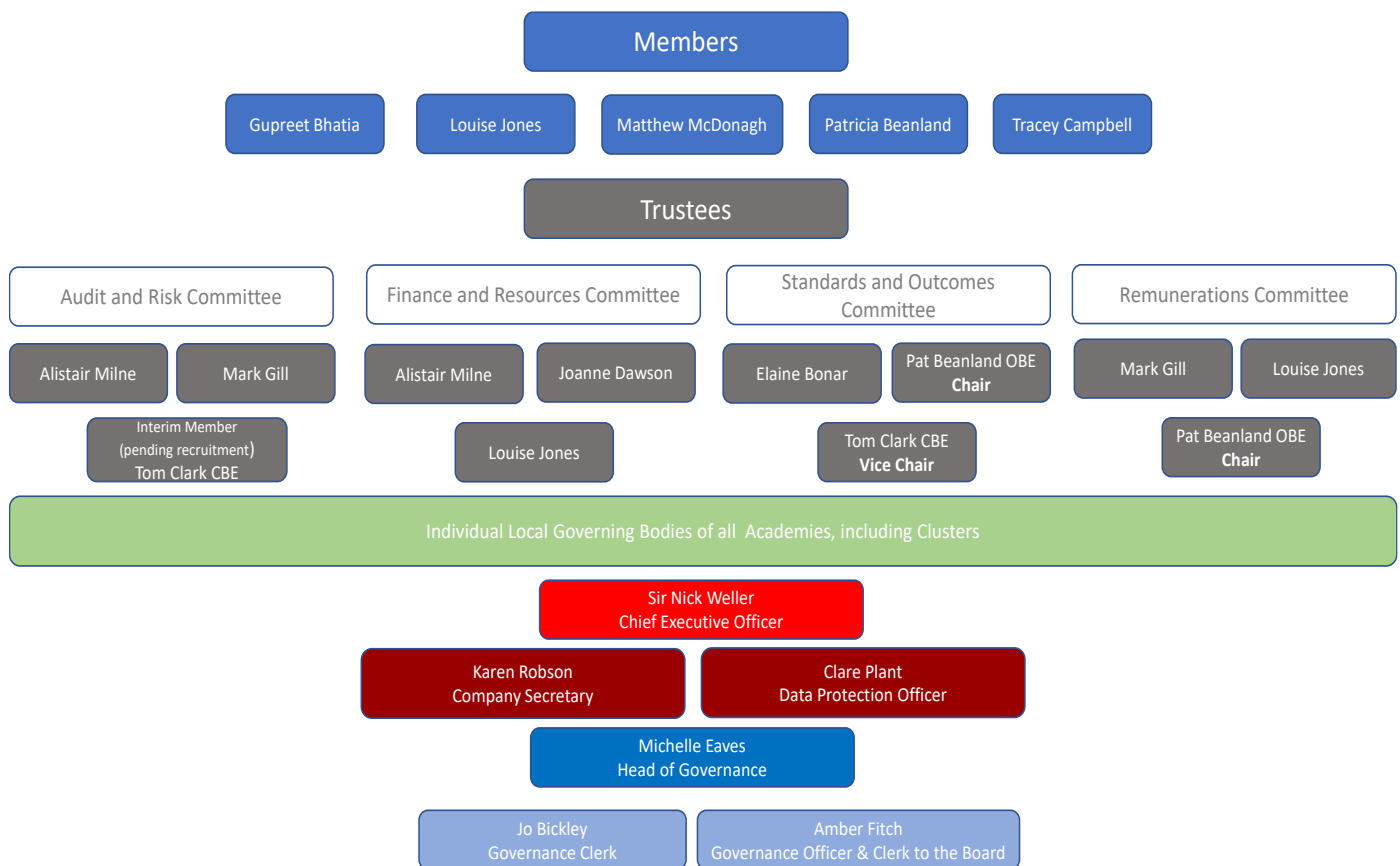 Members
Gupreet Bhatia
Louise Jones
Matthew McDonagh
Patricia Beanland
Tracey Campbell
Trustees
Audit and Risk Committee
Finance and Resources Committee
Standards and Outcomes
Committee
Remunerations Committee
Alistair Milne
Mark Gill
Alistair Milne
Joanne Dawson
Elaine Bonar
Pat Beanland OBE
Chair
Mark Gill
Louise Jones
Interim Member
(pending recruitment)
Tom Clark CBE
Louise Jones
Tom Clark CBE
Vice Chair
Pat Beanland OBE
Chair
Individual Local Governing Bodies of all Academies, including Clusters
Sir Nick Weller
Chief Executive Officer
Karen Robson
Company Secretary
Clare Plant
Data Protection Officer
Michelle Eaves
Head of Governance
Jo Bickley
Governance Clerk
Amber Fitch
Governance Officer & Clerk to the Board